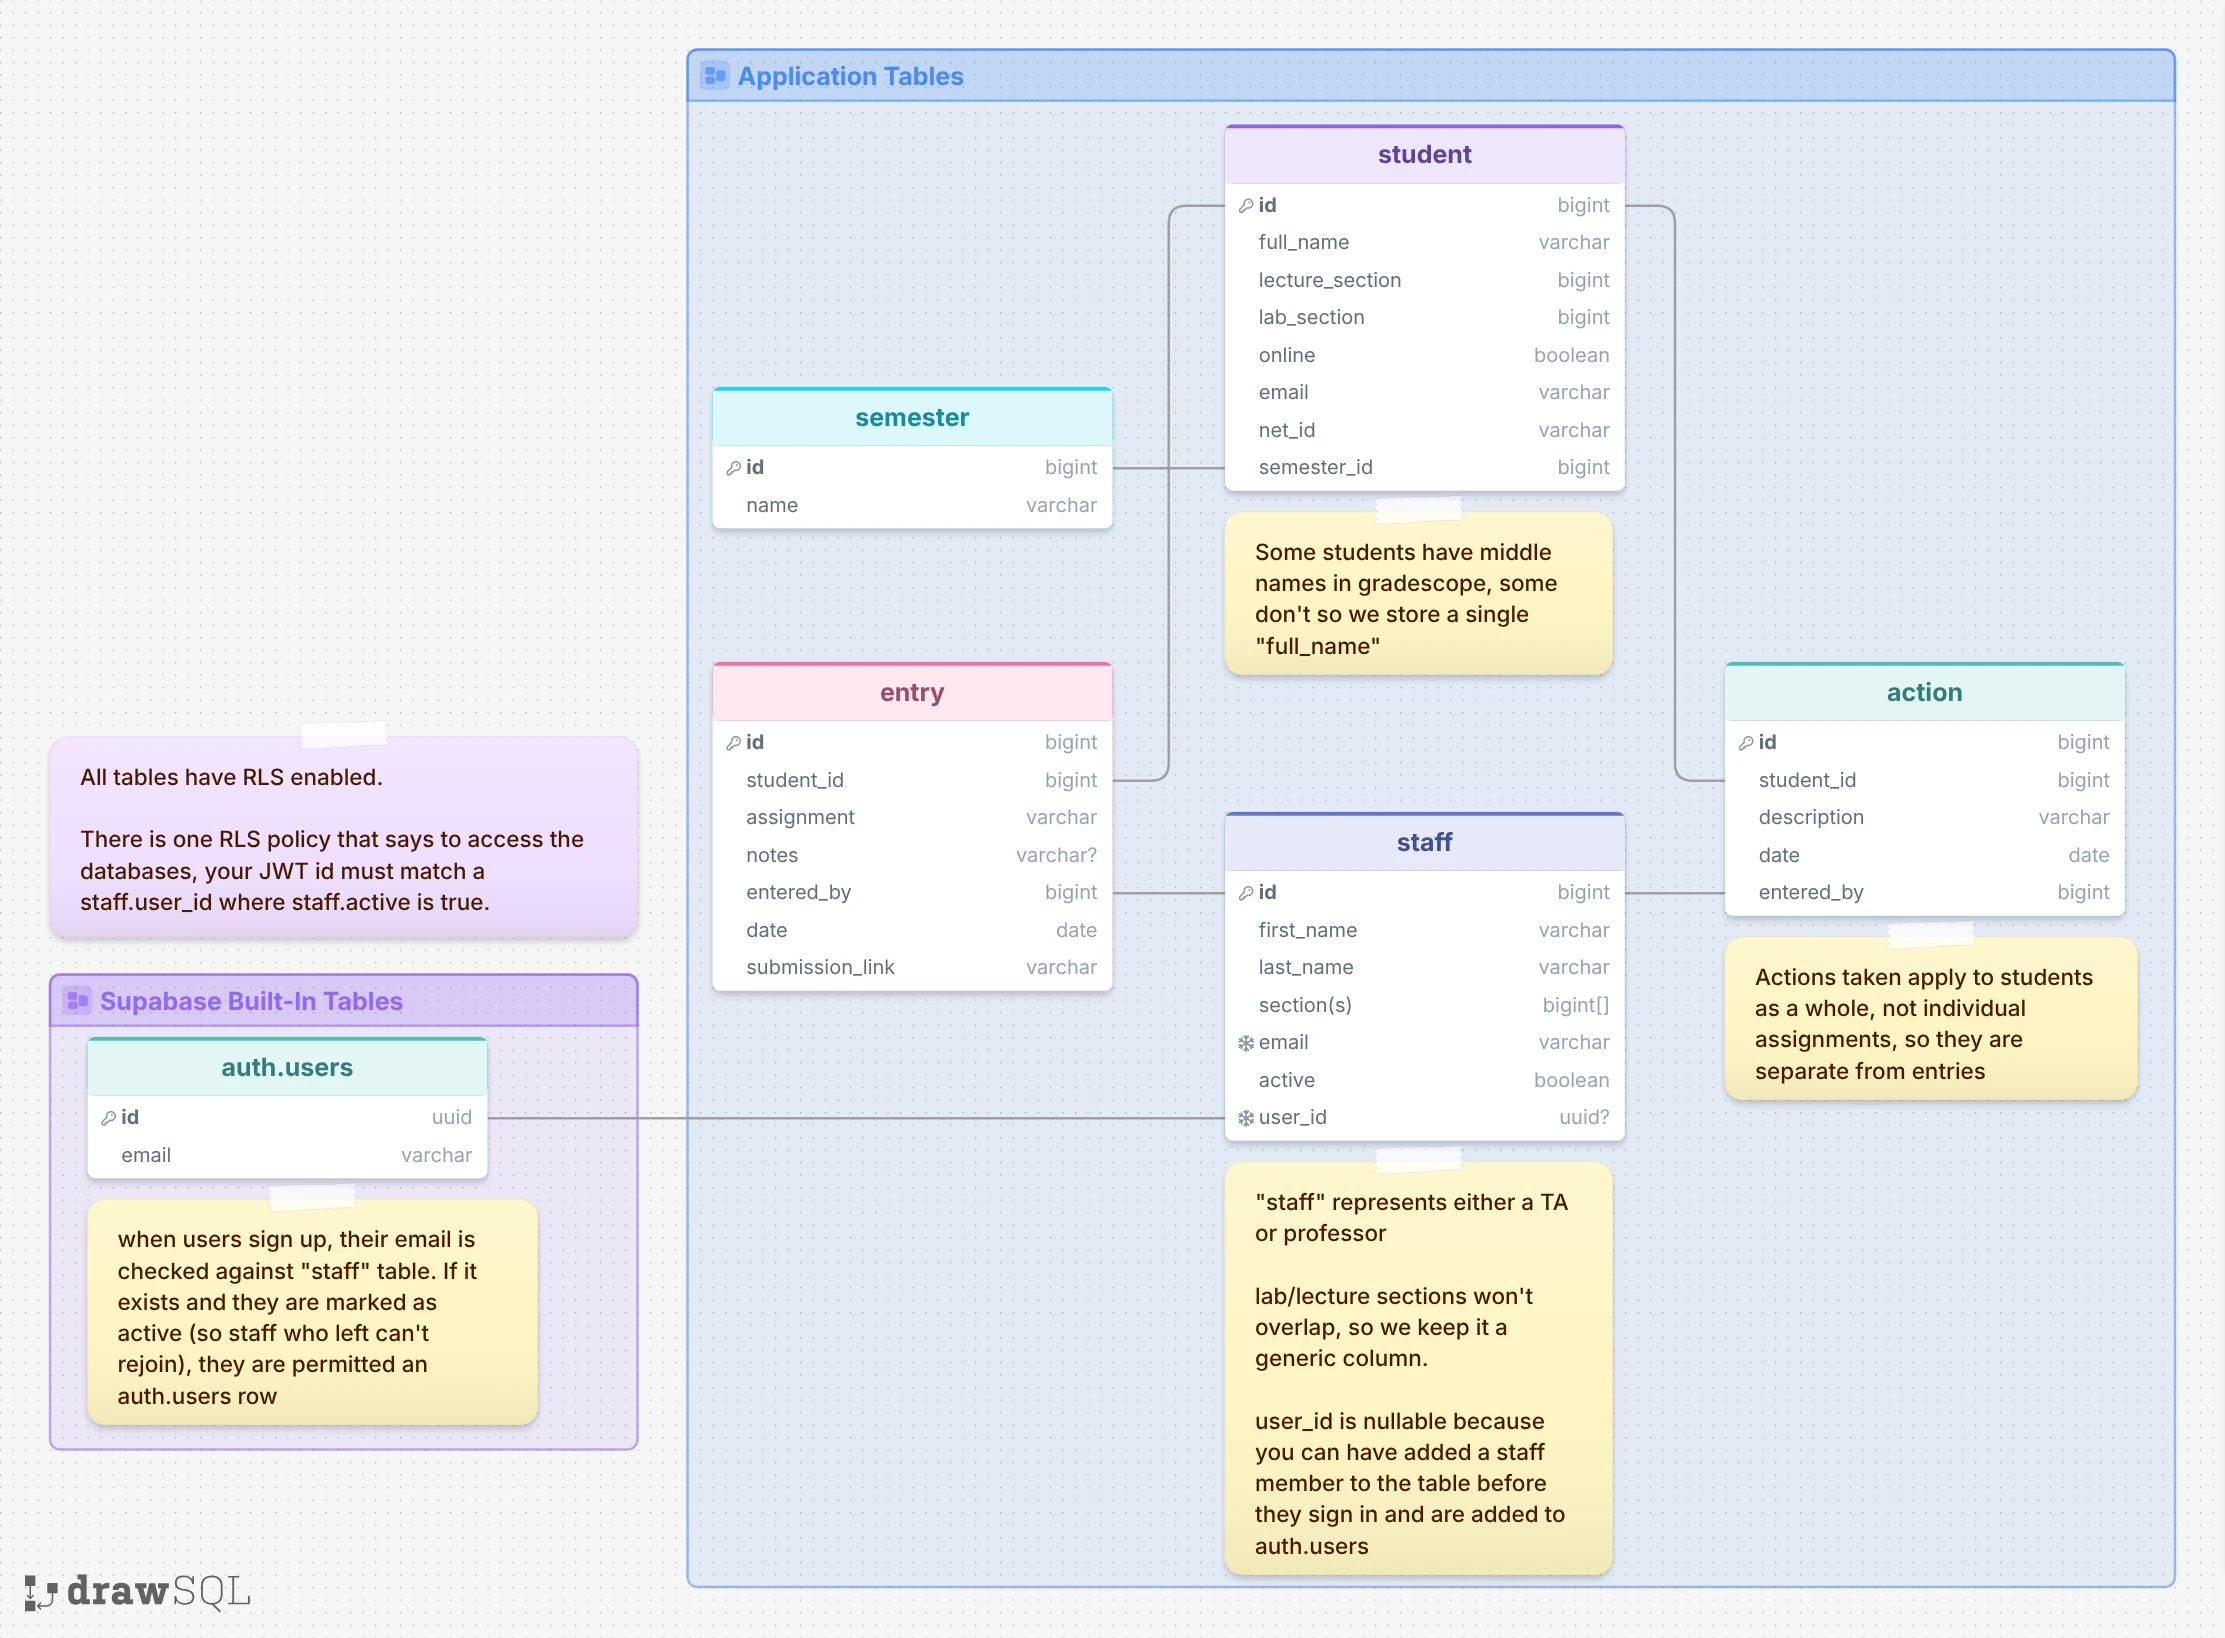 Application Tables
student
id bigint
full_name varchar
lecture_section bigint
lab_section bigint
online boolean
email varchar
net_id varchar
semester_id bigint
Some students have middle
names in gradescope, some
don't so we store a single
"full_name"
semester
id bigint
name varchar
entry
id bigint
student_id bigint
assignment varchar
notes varchar?
entered_by bigint
date date
submission_link varchar
staff
id bigint
first_name varchar
last_name varchar
section(s) bigint[]
email varchar
active boolean
user_id uuid?
"staff" represents either a TA
or professor
lab/lecture sections won't
overlap, so we keep it a
generic column.
user_id is nullable because
you can have added a staff
member to the table before
they sign in and are added to
auth.users
action
id bigint
student_id bigint
description varchar
date date
entered_by bigint
Actions taken apply to students
as a whole, not individual
assignments, so they are
separate from entries
All tables have RLS enabled.
There is one RLS policy that says to access the
databases, your JWT id must match a
staff.user_id where staff.active is true.
Supabase Built-In Tables
auth.users
id uuid
email varchar
when users sign up, their email is
checked against "staff" table. If it
exists and they are marked as
active (so staff who left can't
rejoin), they are permitted an
auth.users row
drawSQL